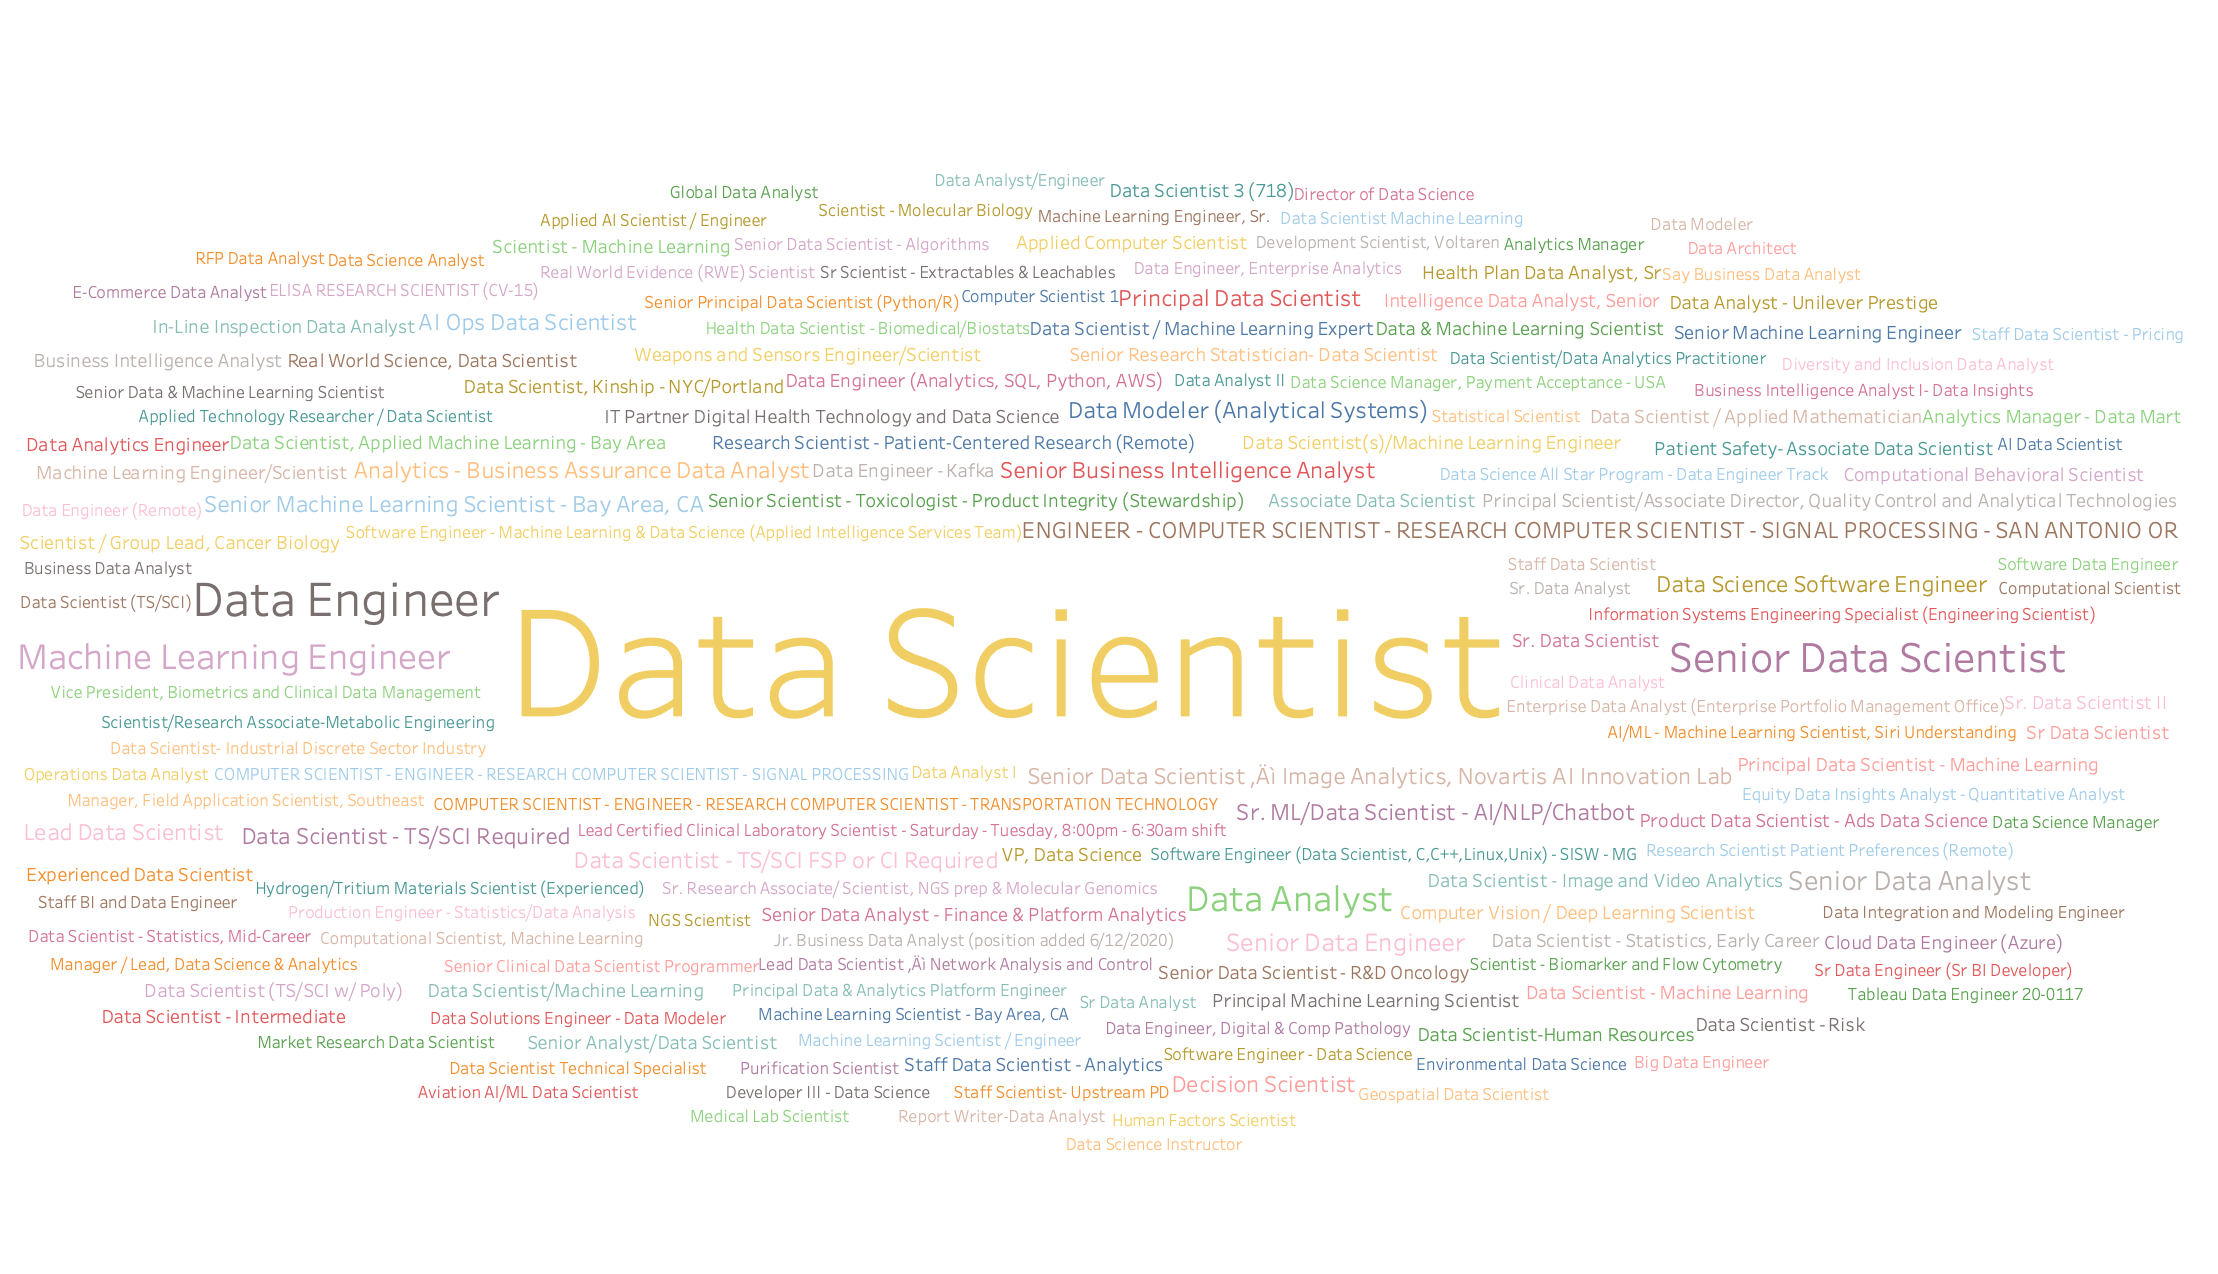 Data Analyst/Engineer
Global Data Analyst
Data Scientist 3 (718)
Director of Data Science
Scientist - Molecular Biology
Applied AI Scientist / Engineer
Machine Learning Engineer, Sr.
Data Scientist Machine Learning
Data Modeler
Scientist - Machine Learning
Senior Data Scientist - Algorithms
Applied Computer Scientist
Development Scientist, Voltaren
Analytics Manager
Data Architect
RFP Data Analyst
Data Science Analyst
Real World Evidence (RWE) Scientist
Sr Scientist - Extractables & Leachables
Data Engineer, Enterprise Analytics
Health Plan Data Analyst, Sr
Say Business Data Analyst
E-Commerce Data Analyst
ELISA RESEARCH SCIENTIST (CV-15)
Senior Principal Data Scientist (Python/R)
Computer Scientist 1
Principal Data Scientist
Intelligence Data Analyst, Senior
Data Analyst - Unilever Prestige
In-Line Inspection Data Analyst
AI Ops Data Scientist
Health Data Scientist - Biomedical/Biostats
Data Scientist / Machine Learning Expert
Data & Machine Learning Scientist
Senior Machine Learning Engineer
Staff Data Scientist - Pricing
Business Intelligence Analyst
Real World Science, Data Scientist
Weapons and Sensors Engineer/Scientist
Senior Research Statistician- Data Scientist
Data Scientist/Data Analytics Practitioner
Diversity and Inclusion Data Analyst
Senior Data & Machine Learning Scientist
Data Scientist, Kinship - NYC/Portland
Data Engineer (Analytics, SQL, Python, AWS)
Data Analyst II
Data Science Manager, Payment Acceptance - USA
Business Intelligence Analyst I- Data Insights
Applied Technology Researcher / Data Scientist
IT Partner Digital Health Technology and Data Science
Data Modeler (Analytical Systems)
Statistical Scientist
Data Scientist / Applied Mathematician
Analytics Manager - Data Mart
Data Analytics Engineer
Data Scientist, Applied Machine Learning - Bay Area
Research Scientist - Patient-Centered Research (Remote)
Data Scientist(s)/Machine Learning Engineer
Patient Safety- Associate Data Scientist
AI Data Scientist
Machine Learning Engineer/Scientist
Analytics - Business Assurance Data Analyst
Data Engineer - Kafka
Senior Business Intelligence Analyst
Data Science All Star Program - Data Engineer Track
Computational Behavioral Scientist
Data Engineer (Remote)
Senior Machine Learning Scientist - Bay Area, CA
Senior Scientist - Toxicologist - Product Integrity (Stewardship)
Associate Data Scientist
Principal Scientist/Associate Director, Quality Control and Analytical Technologies
Scientist / Group Lead, Cancer Biology
Software Engineer - Machine Learning & Data Science (Applied Intelligence Services Team)
ENGINEER - COMPUTER SCIENTIST - RESEARCH COMPUTER SCIENTIST - SIGNAL PROCESSING - SAN ANTONIO OR
Business Data Analyst
Staff Data Scientist
Software Data Engineer
Data Scientist (TS/SCI)
Data Engineer
Sr. Data Analyst
Data Science Software Engineer
Computational Scientist
Information Systems Engineering Specialist (Engineering Scientist)
Machine Learning Engineer
Data Scientist
Sr. Data Scientist
Senior Data Scientist
Vice President, Biometrics and Clinical Data Management
Clinical Data Analyst
Enterprise Data Analyst (Enterprise Portfolio Management Office)
Sr. Data Scientist II
Scientist/Research Associate-Metabolic Engineering
AI/ML - Machine Learning Scientist, Siri Understanding
Sr Data Scientist
Data Scientist- Industrial Discrete Sector Industry
Operations Data Analyst
COMPUTER SCIENTIST - ENGINEER - RESEARCH COMPUTER SCIENTIST - SIGNAL PROCESSING
Data Analyst I
Senior Data Scientist ‚Äì Image Analytics, Novartis AI Innovation Lab
Principal Data Scientist - Machine Learning
Manager, Field Application Scientist, Southeast
COMPUTER SCIENTIST - ENGINEER - RESEARCH COMPUTER SCIENTIST - TRANSPORTATION TECHNOLOGY
Sr. ML/Data Scientist - AI/NLP/Chatbot
Equity Data Insights Analyst - Quantitative Analyst
Lead Data Scientist
Data Scientist - TS/SCI Required
Lead Certified Clinical Laboratory Scientist - Saturday - Tuesday, 8:00pm - 6:30am shift
Product Data Scientist - Ads Data Science
Data Science Manager
Data Scientist - TS/SCI FSP or CI Required
VP, Data Science
Software Engineer (Data Scientist, C,C++,Linux,Unix) - SISW - MG
Research Scientist Patient Preferences (Remote)
Experienced Data Scientist
Hydrogen/Tritium Materials Scientist (Experienced)
Sr. Research Associate/ Scientist, NGS prep & Molecular Genomics
Data Analyst
Data Scientist - Image and Video Analytics
Senior Data Analyst
Staff BI and Data Engineer
Production Engineer - Statistics/Data Analysis
NGS Scientist
Senior Data Analyst - Finance & Platform Analytics
Computer Vision / Deep Learning Scientist
Data Integration and Modeling Engineer
Data Scientist - Statistics, Mid-Career
Computational Scientist, Machine Learning
Jr. Business Data Analyst (position added 6/12/2020)
Senior Data Engineer
Data Scientist - Statistics, Early Career
Cloud Data Engineer (Azure)
Manager / Lead, Data Science & Analytics
Senior Clinical Data Scientist Programmer
Lead Data Scientist ‚Äì Network Analysis and Control
Senior Data Scientist - R&D Oncology
Scientist - Biomarker and Flow Cytometry
Sr Data Engineer (Sr BI Developer)
Data Scientist (TS/SCI w/ Poly)
Data Scientist/Machine Learning
Principal Data & Analytics Platform Engineer
Sr Data Analyst
Principal Machine Learning Scientist
Data Scientist - Machine Learning
Tableau Data Engineer 20-0117
Data Scientist - Intermediate
Data Solutions Engineer - Data Modeler
Machine Learning Scientist - Bay Area, CA
Data Engineer, Digital & Comp Pathology
Data Scientist-Human Resources
Data Scientist - Risk
Market Research Data Scientist
Senior Analyst/Data Scientist
Machine Learning Scientist / Engineer
Software Engineer - Data Science
Data Scientist Technical Specialist
Purification Scientist
Staff Data Scientist - Analytics
Environmental Data Science
Big Data Engineer
Aviation AI/ML Data Scientist
Developer III - Data Science
Staff Scientist- Upstream PD
Decision Scientist
Geospatial Data Scientist
Medical Lab Scientist
Report Writer-Data Analyst
Human Factors Scientist
Data Science Instructor